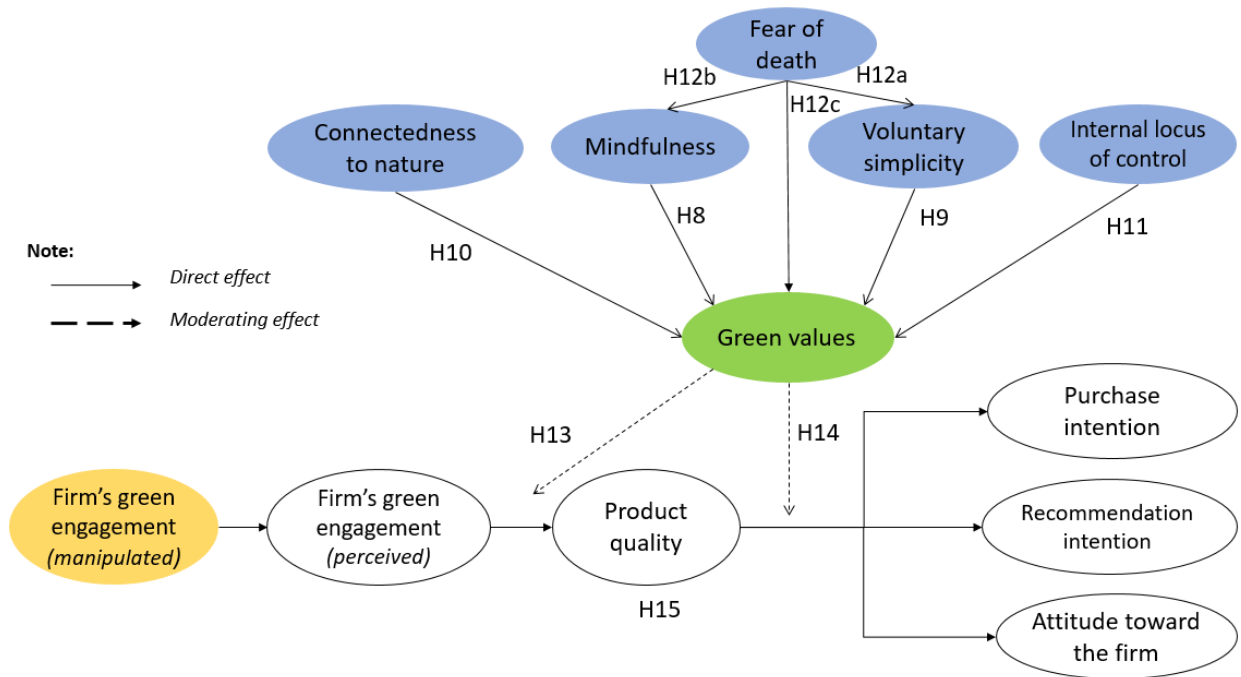 Fear of
death
H12b
H12a
H12c
Connectedness
to nature
Mindfulness
Voluntary
simplicity
Internal locus
of control
H10
H8
H9
H11
Note:
Direct effect
Moderating effect
Green values
H13
H14
Firm's green
engagement
(manipulated)
Firm's green
engagement
(perceived)
Product
quality
H15
Purchase
intention
Recommendation
intention
Attitude toward
the firm